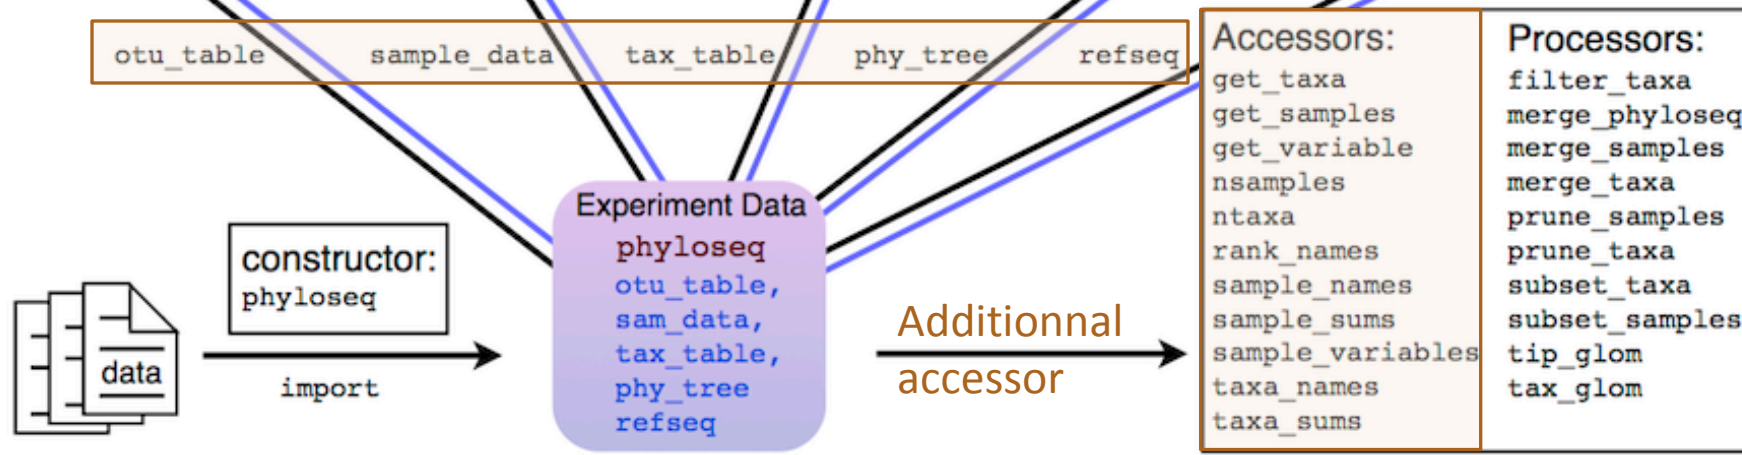 otu_table sample_data tax_table phy_tree refseq
constructor:
phyloseq
data
import
Experiment Data
phyloseq
otu_table,
sam_data,
tax_table,
phy_tree
refseq
Additionnal
accessor
Accessors:
get_taxa
get_samples
get_variable
nsamples
ntaxa
rank_names
sample_names
sample_sums
sample_variables
taxa_names
taxa_sums
Processors:
filter_taxa
merge_phyloseq
merge_samples
merge_taxa
prune_samples
prune_taxa
subset_taxa
subset_samples
tip_glom
tax_glom